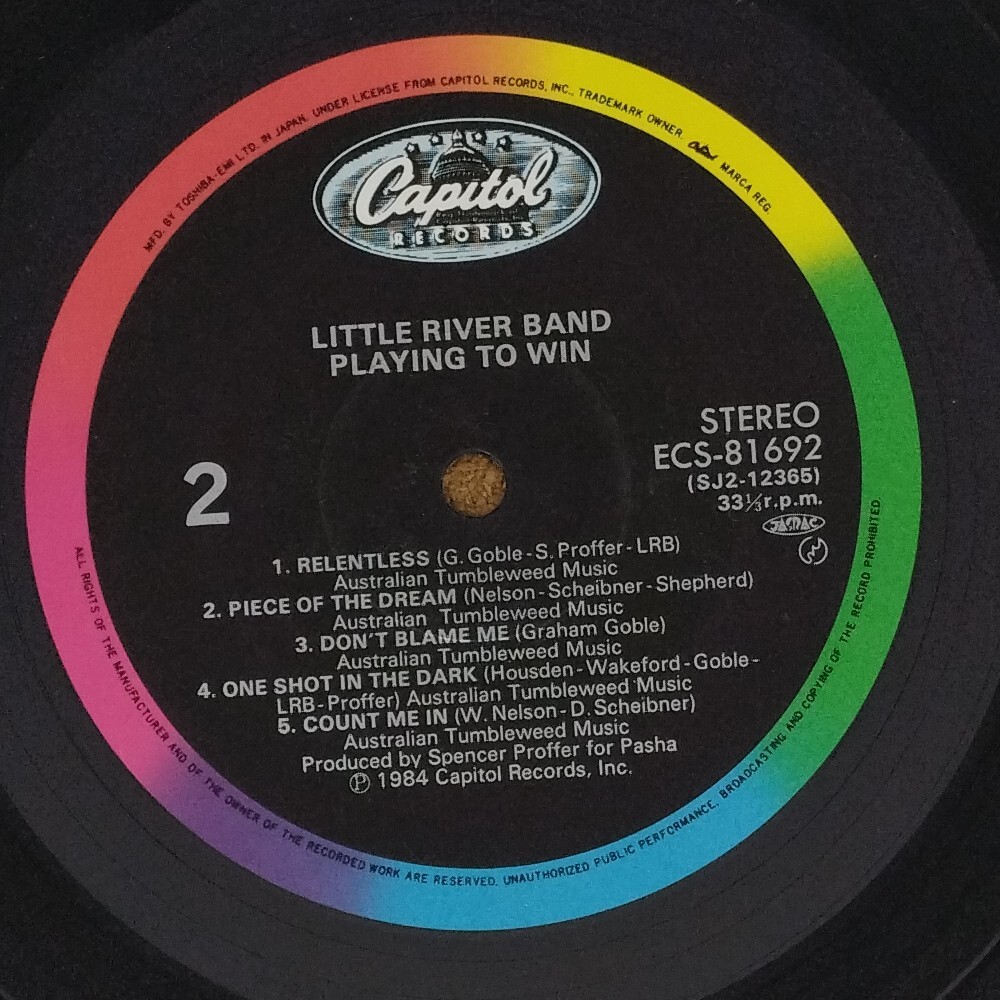 MFD. BY TOSHIBA-EMI LTD. IN JAPAN. UNDER LICENSE FROM CAPITOL RECORDS, INC., TRADEMARK OWNER. Capitol MARCA REG.
Capitol
RECORDS
LITTLE RIVER BAND
PLAYING TO WIN
STEREO
ECS-81692
(SJ2-12365)
33⅓r.p.m.
JASRAC
2
1. RELENTLESS (G. Goble-S. Proffer-LRB)
Australian Tumbleweed Music
2. PIECE OF THE DREAM (Nelson-Scheibner-Shepherd)
Australian Tumbleweed Music
3. DON'T BLAME ME (Graham Goble)
Australian Tumbleweed Music
4. ONE SHOT IN THE DARK (Housden-Wakeford-Goble-
LRB-Proffer) Australian Tumbleweed Music
5. COUNT ME IN (W. Nelson-D. Scheibner)
Australian Tumbleweed Music
Produced by Spencer Proffer for Pasha
Ⓟ 1984 Capitol Records, Inc.
ALL RIGHTS OF THE MANUFACTURER AND OF THE OWNER OF THE RECORDED WORK ARE RESERVED. UNAUTHORIZED PUBLIC PERFORMANCE, BROADCASTING AND COPYING OF THE RECORD PROHIBITED.